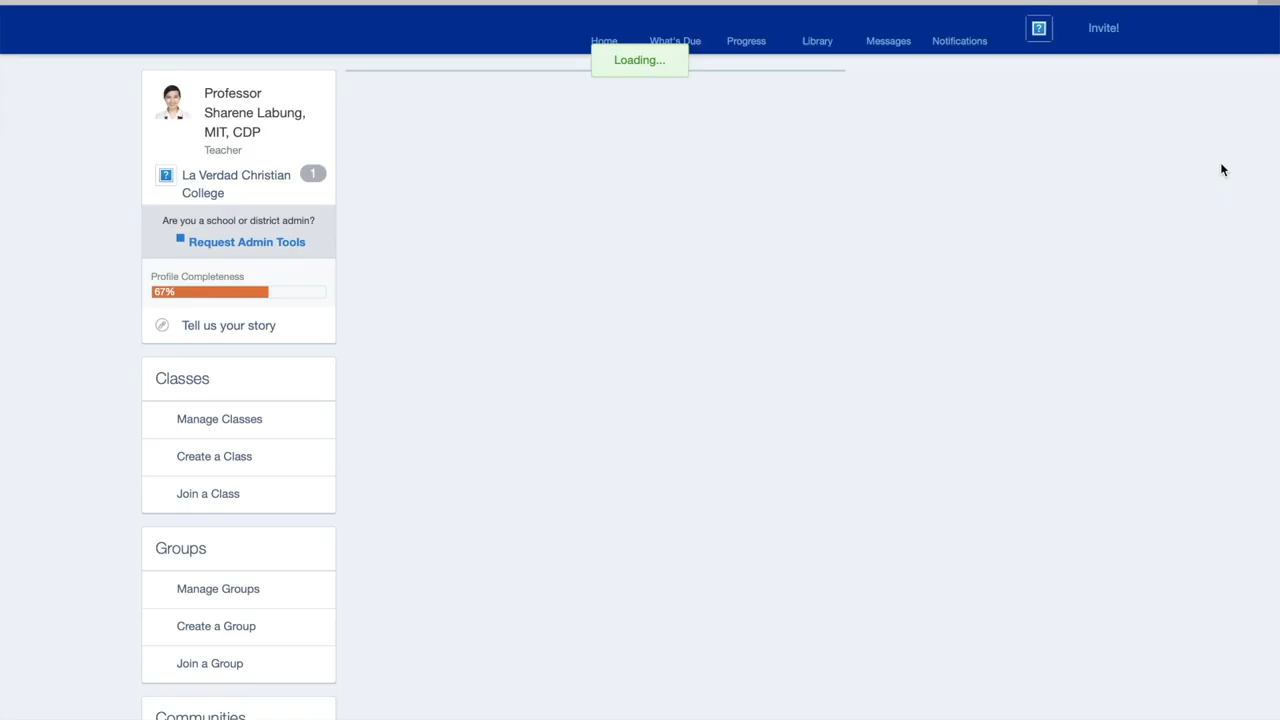 Home What's Due Progress Library Messages Notifications Invite!
Loading...
Professor
Sharene Labung,
MIT, CDP
Teacher
La Verdad Christian
College
1
Are you a school or district admin?
Request Admin Tools
Profile Completeness
67%
Tell us your story
Classes
Manage Classes
Create a Class
Join a Class
Groups
Manage Groups
Create a Group
Join a Group
Communities